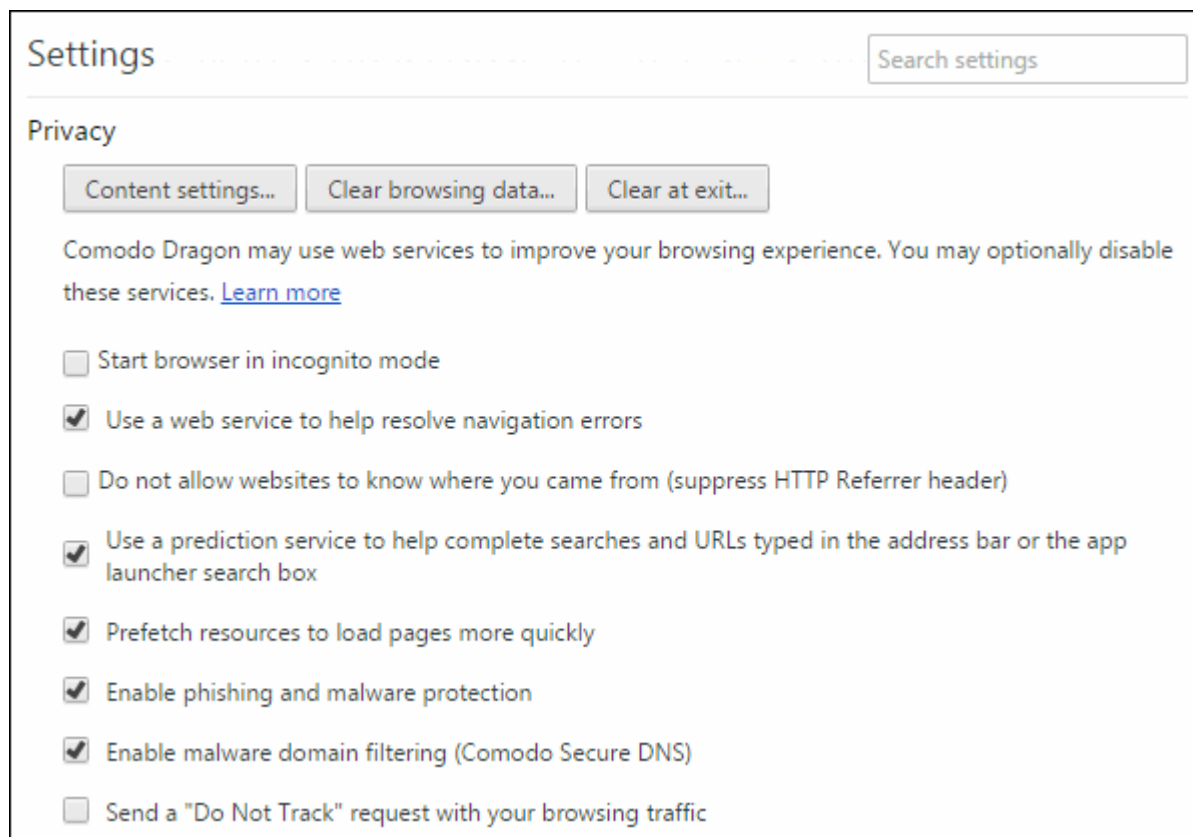 Settings
Search settings
Privacy
Content settings...
Clear browsing data...
Clear at exit...
Comodo Dragon may use web services to improve your browsing experience. You may optionally disable
these services. Learn more
Start browser in incognito mode
Use a web service to help resolve navigation errors
Do not allow websites to know where you came from (suppress HTTP Referrer header)
Use a prediction service to help complete searches and URLs typed in the address bar or the app
launcher search box
Prefetch resources to load pages more quickly
Enable phishing and malware protection
Enable malware domain filtering (Comodo Secure DNS)
Send a "Do Not Track" request with your browsing traffic